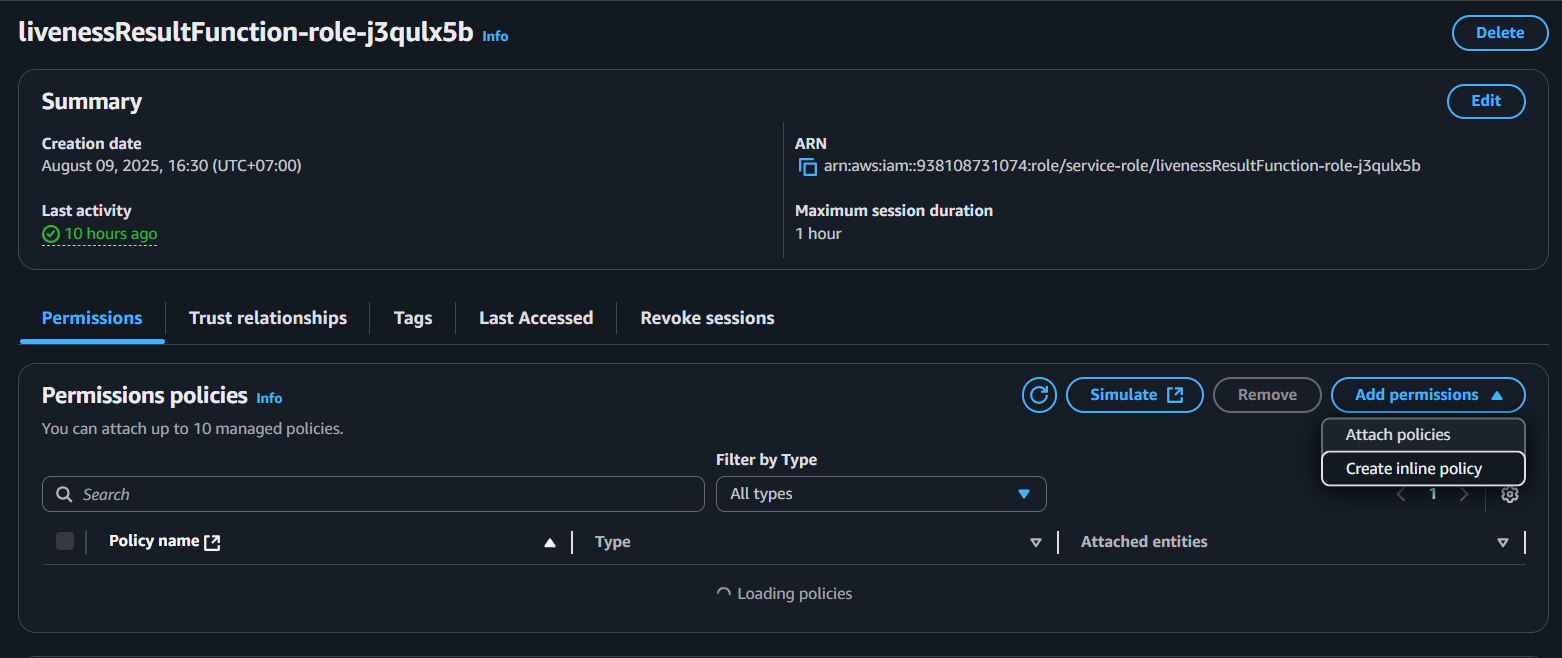 livenessResultFunction-role-j3qulx5b Info
Delete
Summary
Edit
Creation date
August 09, 2025, 16:30 (UTC+07:00)
ARN
arn:aws:iam::938108731074:role/service-role/livenessResultFunction-role-j3qulx5b
Last activity
10 hours ago
Maximum session duration
1 hour
Permissions
Trust relationships
Tags
Last Accessed
Revoke sessions
Permissions policies Info
Simulate
Remove
Add permissions
You can attach up to 10 managed policies.
Attach policies
Create inline policy
Filter by Type
Search
All types
1
Policy name
Type
Attached entities
Loading policies